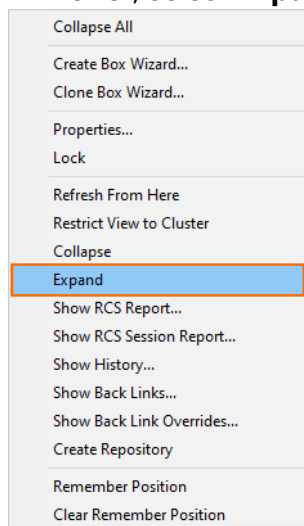 Collapse All
Create Box Wizard...
Clone Box Wizard...
Properties...
Lock
Refresh From Here
Restrict View to Cluster
Collapse
Expand
Show RCS Report...
Show RCS Session Report...
Show History...
Show Back Links...
Show Back Link Overrides...
Create Repository
Remember Position
Clear Remember Position